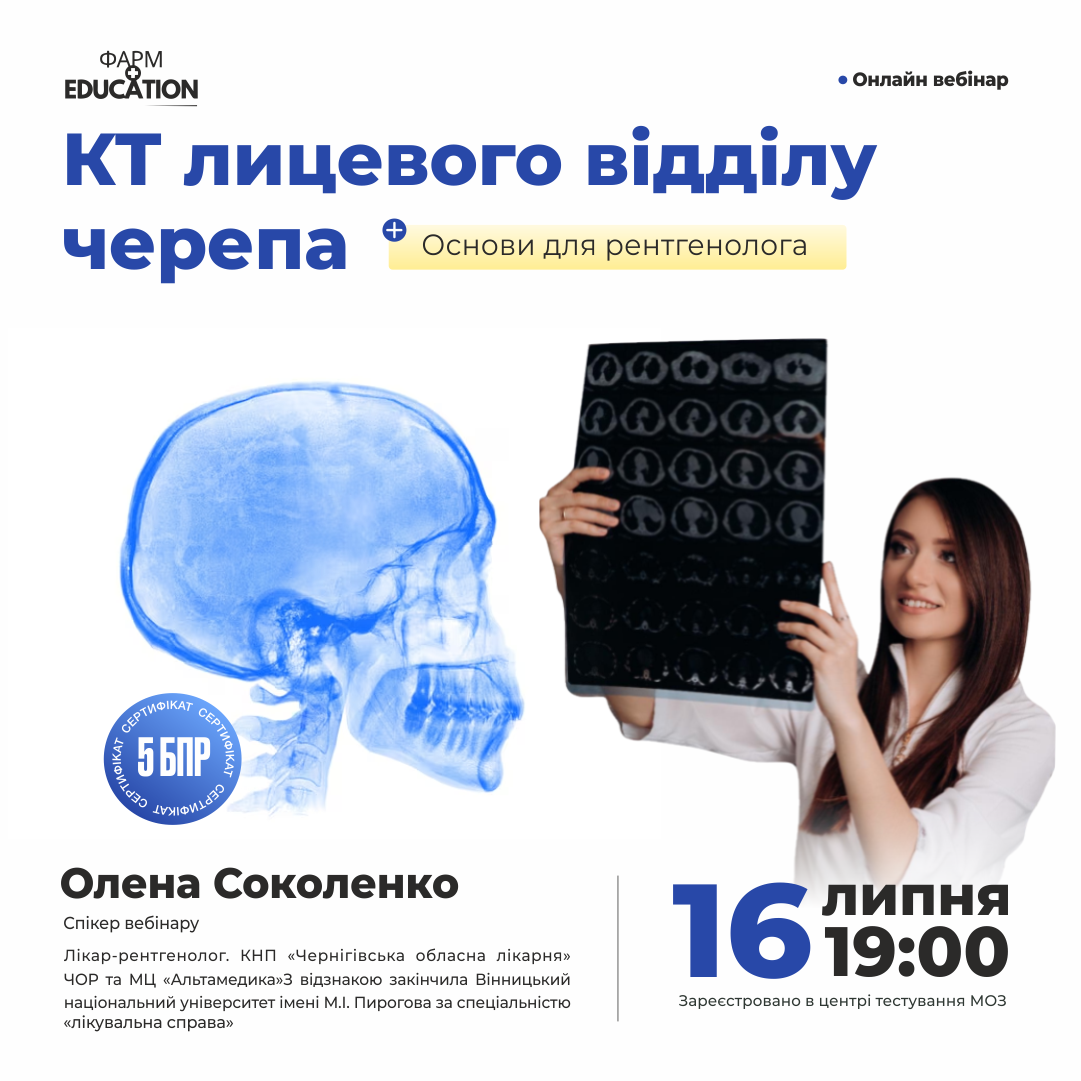 ФАРМ
EDUCATION
Онлайн вебінар
КТ лицевого відділу
черепа
Основи для рентгенолога
СЕРТИФІКАТ СЕРТИФІКАТ СЕРТИФІКАТ СЕРТИФІКАТ
5 БПР
Олена Соколенко
Спікер вебінару
Лікар-рентгенолог. КНП «Чернігівська обласна лікарня»
ЧОР та МЦ «Альтамедика»З відзнакою закінчила Вінницький
національний університет імені М.І. Пирогова за спеціальністю
«лікувальна справа»
16 липня
19:00
Зареєстровано в центрі тестування МОЗ